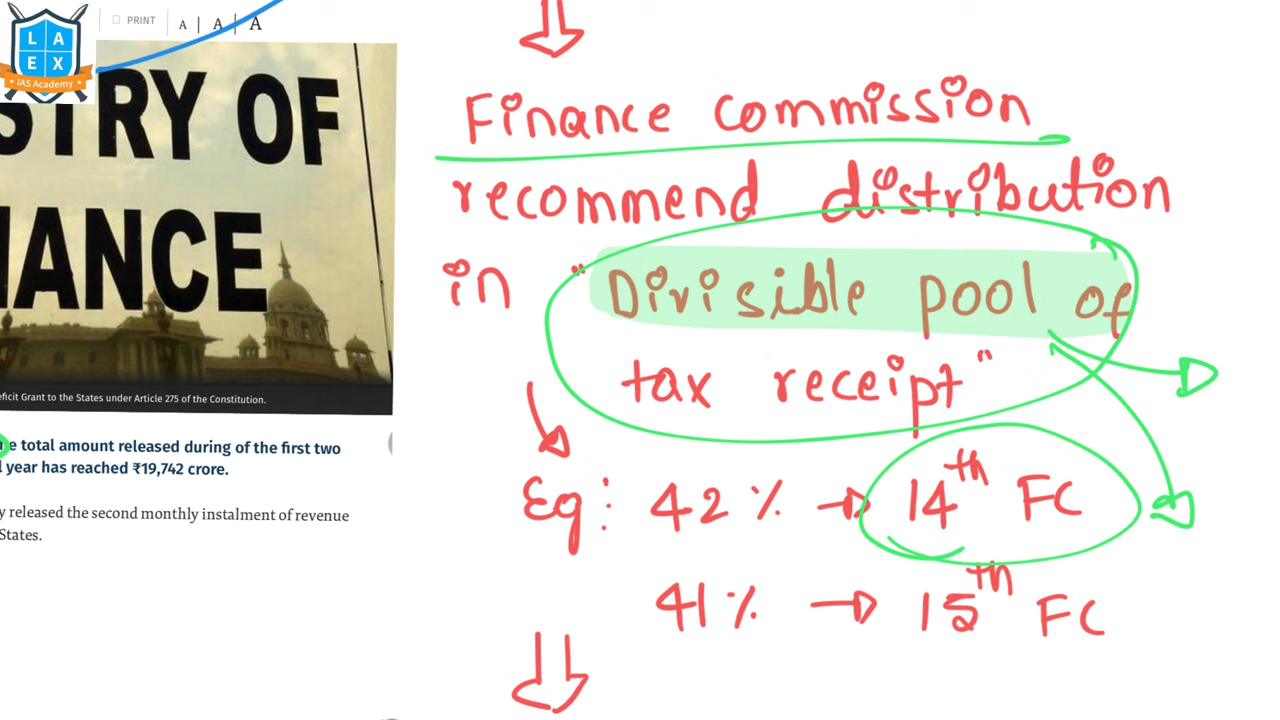 L A
E X
IAS Academy
PRINT A | A | A
STRY OF
NANCE
eficit Grant to the States under Article 275 of the Constitution.
e total amount released during of the first two
l year has reached ₹19,742 crore.
y released the second monthly instalment of revenue
States.
Finance commission
recommend distribution
in "Divisible pool of
tax receipt"
Eg: 42% → 14th FC
41% → 15th FC